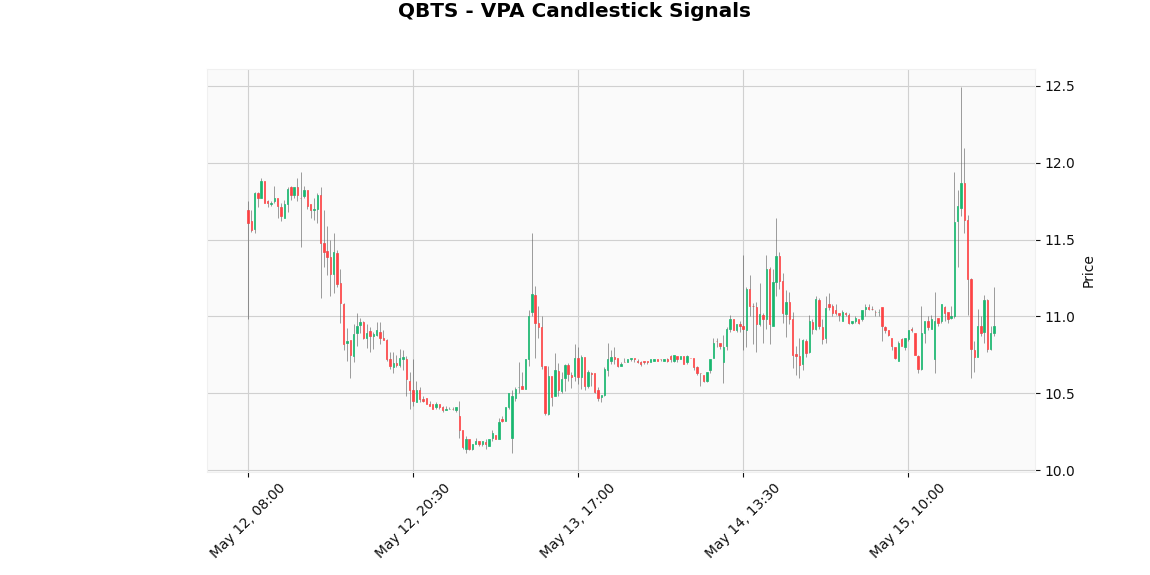 QBTS - VPA Candlestick Signals
12.5
12.0
11.5
11.0
10.5
10.0
Price
May 12, 08:00
May 12, 20:30
May 13, 17:00
May 14, 13:30
May 15, 10:00